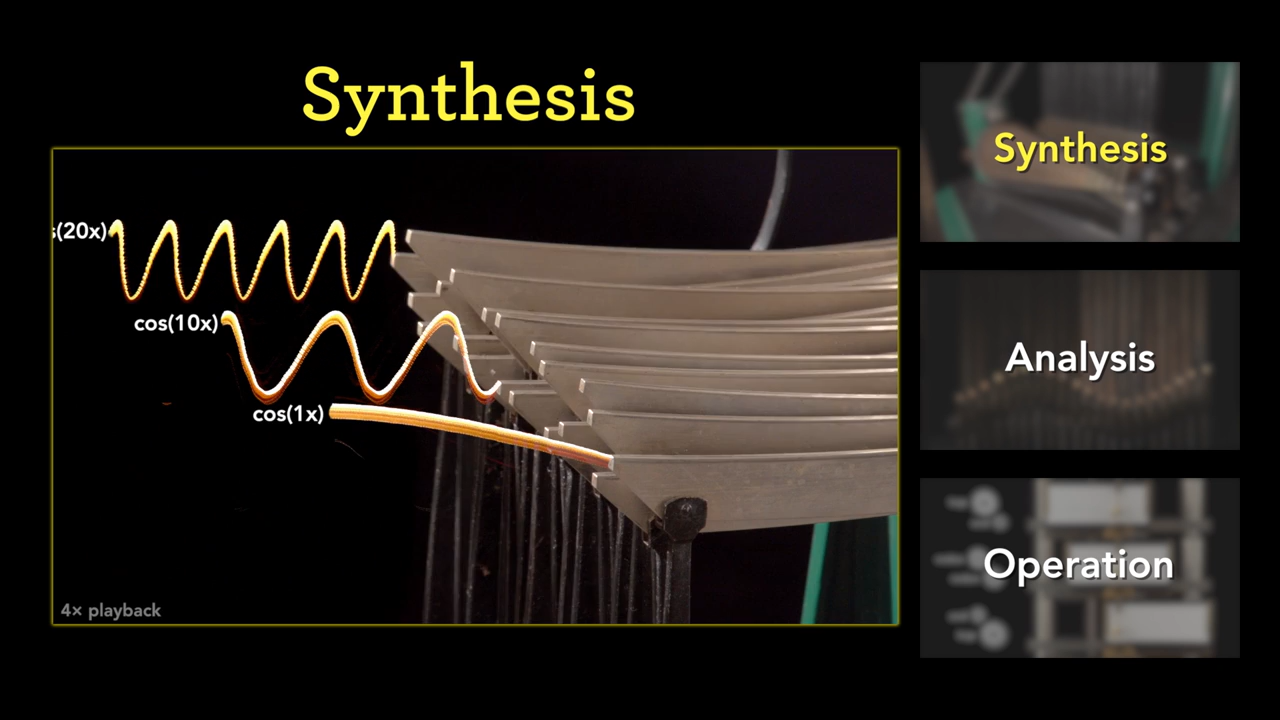 Synthesis
s(20x)
cos(10x)
cos(1x)
4× playback
Synthesis
Analysis
Operation